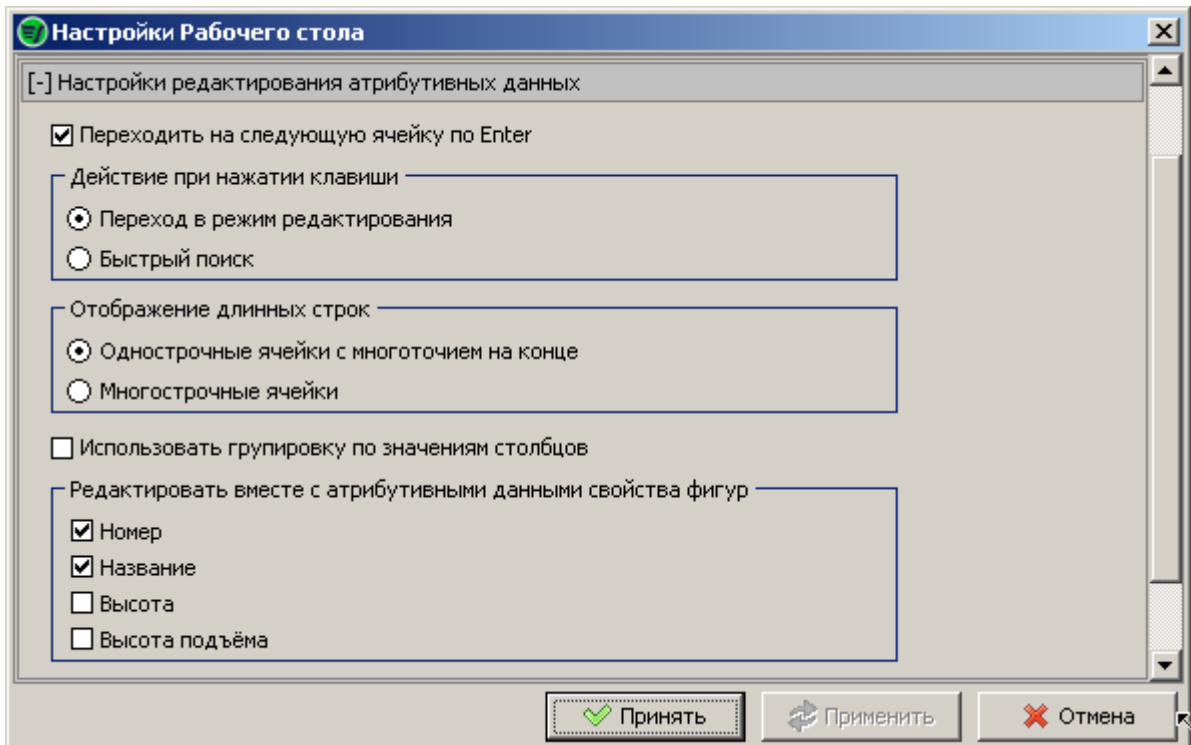 Настройки Рабочего стола
[-] Настройки редактирования атрибутивных данных
Переходить на следующую ячейку по Enter
Действие при нажатии клавиши
Переход в режим редактирования
Быстрый поиск
Отображение длинных строк
Однострочные ячейки с многоточием на конце
Многострочные ячейки
Использовать групировку по значениям столбцов
Редактировать вместе с атрибутивными данными свойства фигур
Номер
Название
Высота
Высота подъёма
Принять
Применить
Отмена